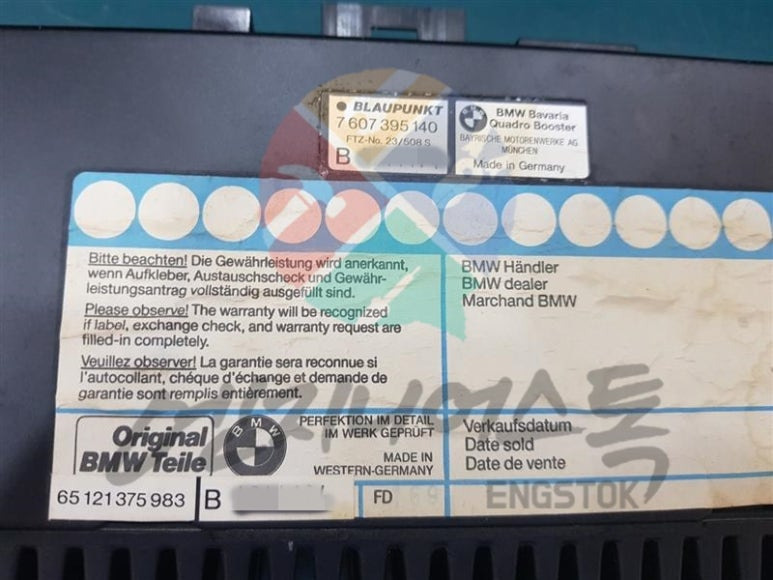 BLAUPUNKT
7 607 395 140
FTZ-No. 23/508 S
B
BMW Bavaria
Quadro Booster
BAYRISCHE MOTORENWERKE AG
MÜNCHEN
Made in Germany
Bitte beachten! Die Gewährleistung wird anerkannt,
wenn Aufkleber, Austauschscheck und Gewähr-
leistungsantrag vollständig ausgefüllt sind.
Please observe! The warranty will be recognized
if label, exchange check, and warranty request are
filled-in completely.
Veuillez observer! La garantie sera reconnue si
l'autocollant, chéque d'échange et demande de
garantie sont remplis entièrement.
BMW Händler
BMW dealer
Marchand BMW
Original
BMW Teile
BMW
PERFEKTION IM DETAIL
IM WERK GEPRÜFT
MADE IN
WESTERN-GERMANY
Verkaufsdatum
Date sold
Date de vente
65 121 375 983
B
FD
ENGSTOK